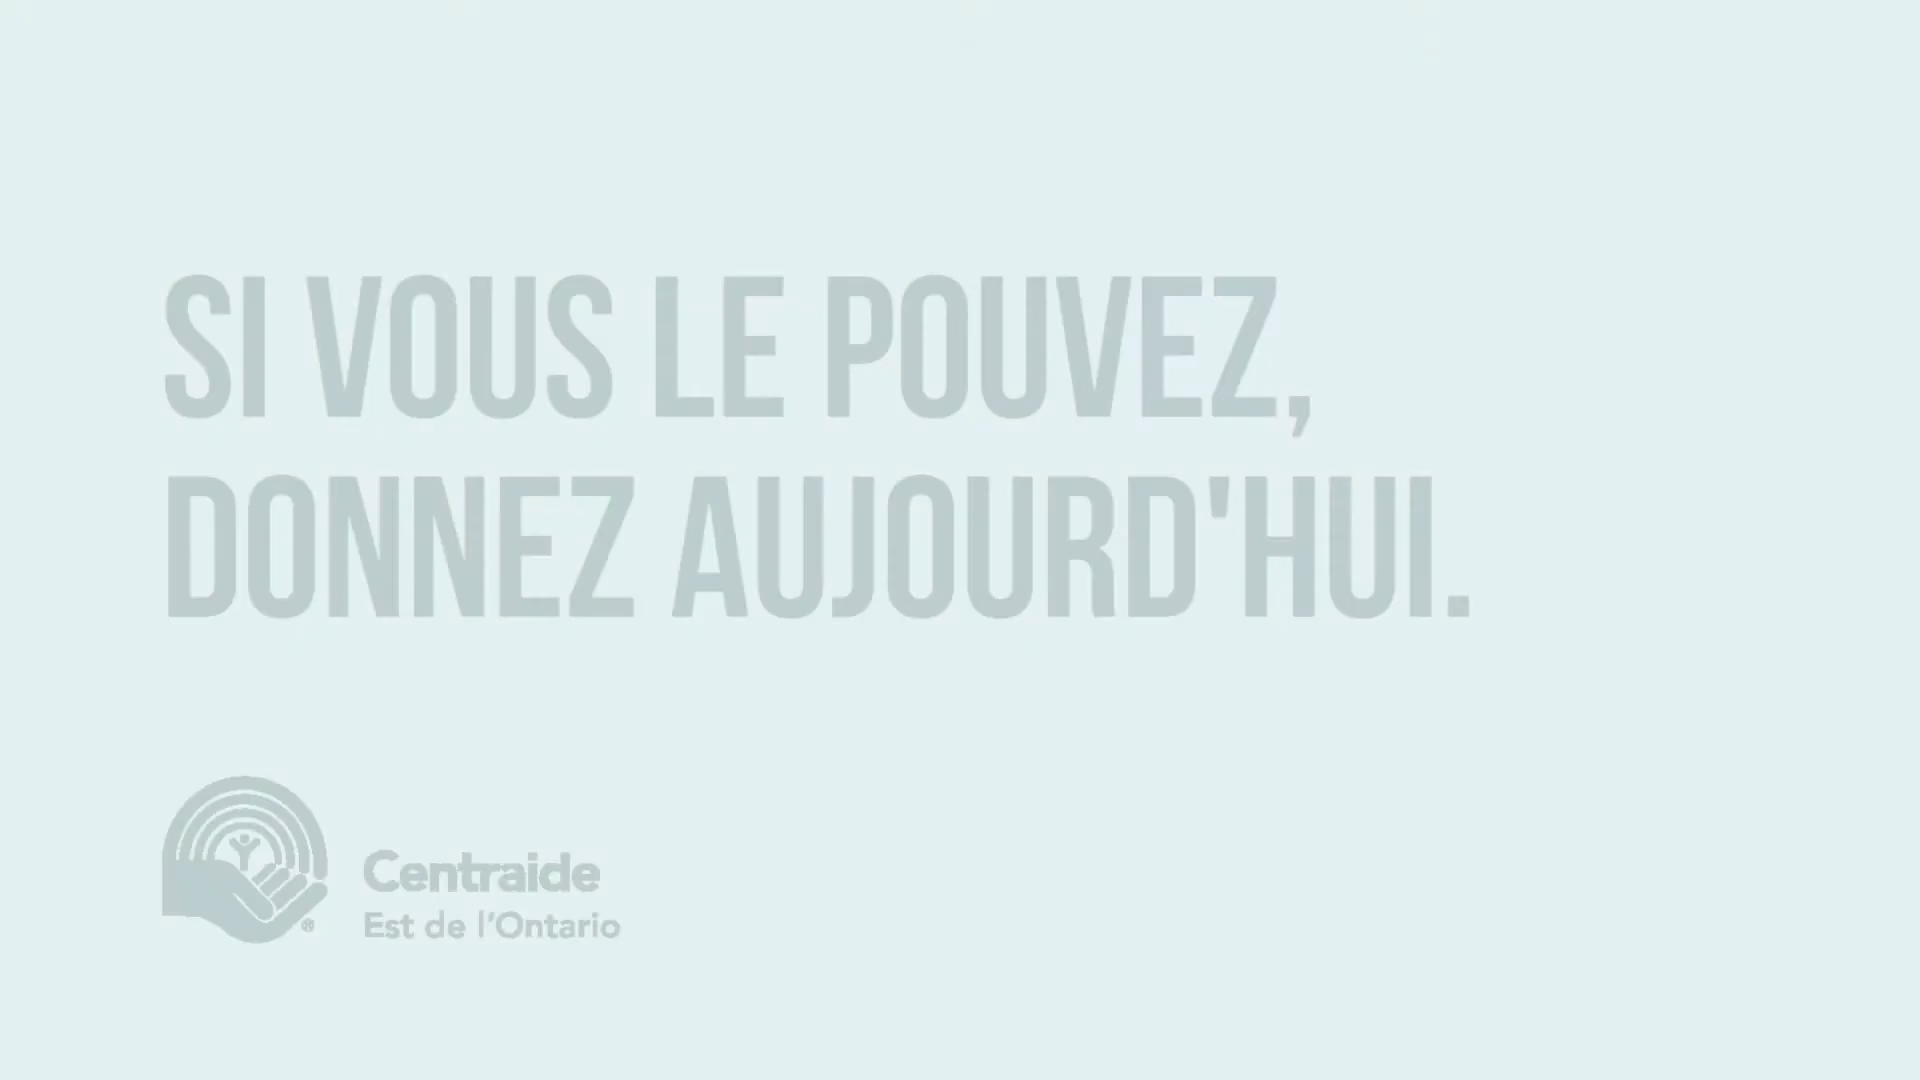 SI VOUS LE POUVEZ,
DONNEZ AUJOURD'HUI.
Centraide
Est de l'Ontario